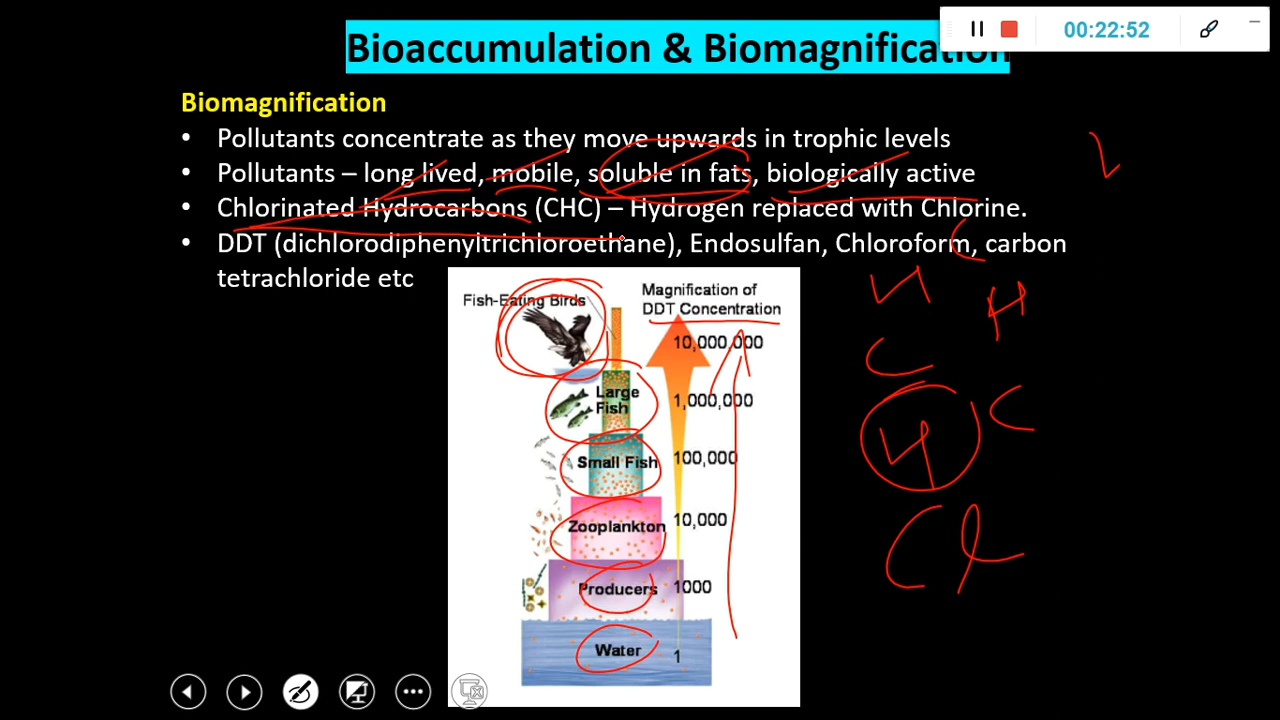 00:22:52
Bioaccumulation & Biomagnification
Biomagnification
• Pollutants concentrate as they move upwards in trophic levels
• Pollutants – long lived, mobile, soluble in fats, biologically active
• Chlorinated Hydrocarbons (CHC) – Hydrogen replaced with Chlorine.
• DDT (dichlorodiphenyltrichloroethane), Endosulfan, Chloroform, carbon
tetrachloride etc
Fish-Eating Birds
Magnification of
DDT Concentration
10,000,000
Large
Fish
1,000,000
Small Fish
100,000
Zooplankton
10,000
Producers
1000
Water
1
C
H
H
C
C
H
Cl